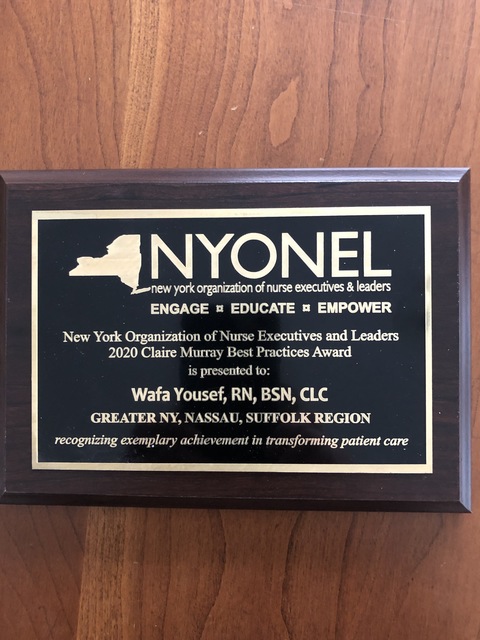 NYONEL
new york organization of nurse executives & leaders
ENGAGE ¤ EDUCATE ¤ EMPOWER
New York Organization of Nurse Executives and Leaders
2020 Claire Murray Best Practices Award
is presented to:
Wafa Yousef, RN, BSN, CLC
GREATER NY, NASSAU, SUFFOLK REGION
recognizing exemplary achievement in transforming patient care